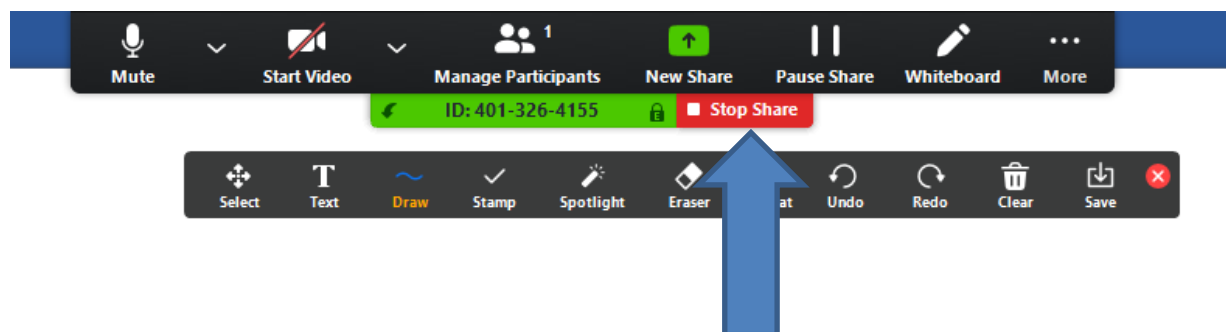 1
Mute Start Video Manage Participants New Share Pause Share Whiteboard More
ID: 401-326-4155 E Stop Share
T
Select Text Draw Stamp Spotlight Eraser at Undo Redo Clear Save